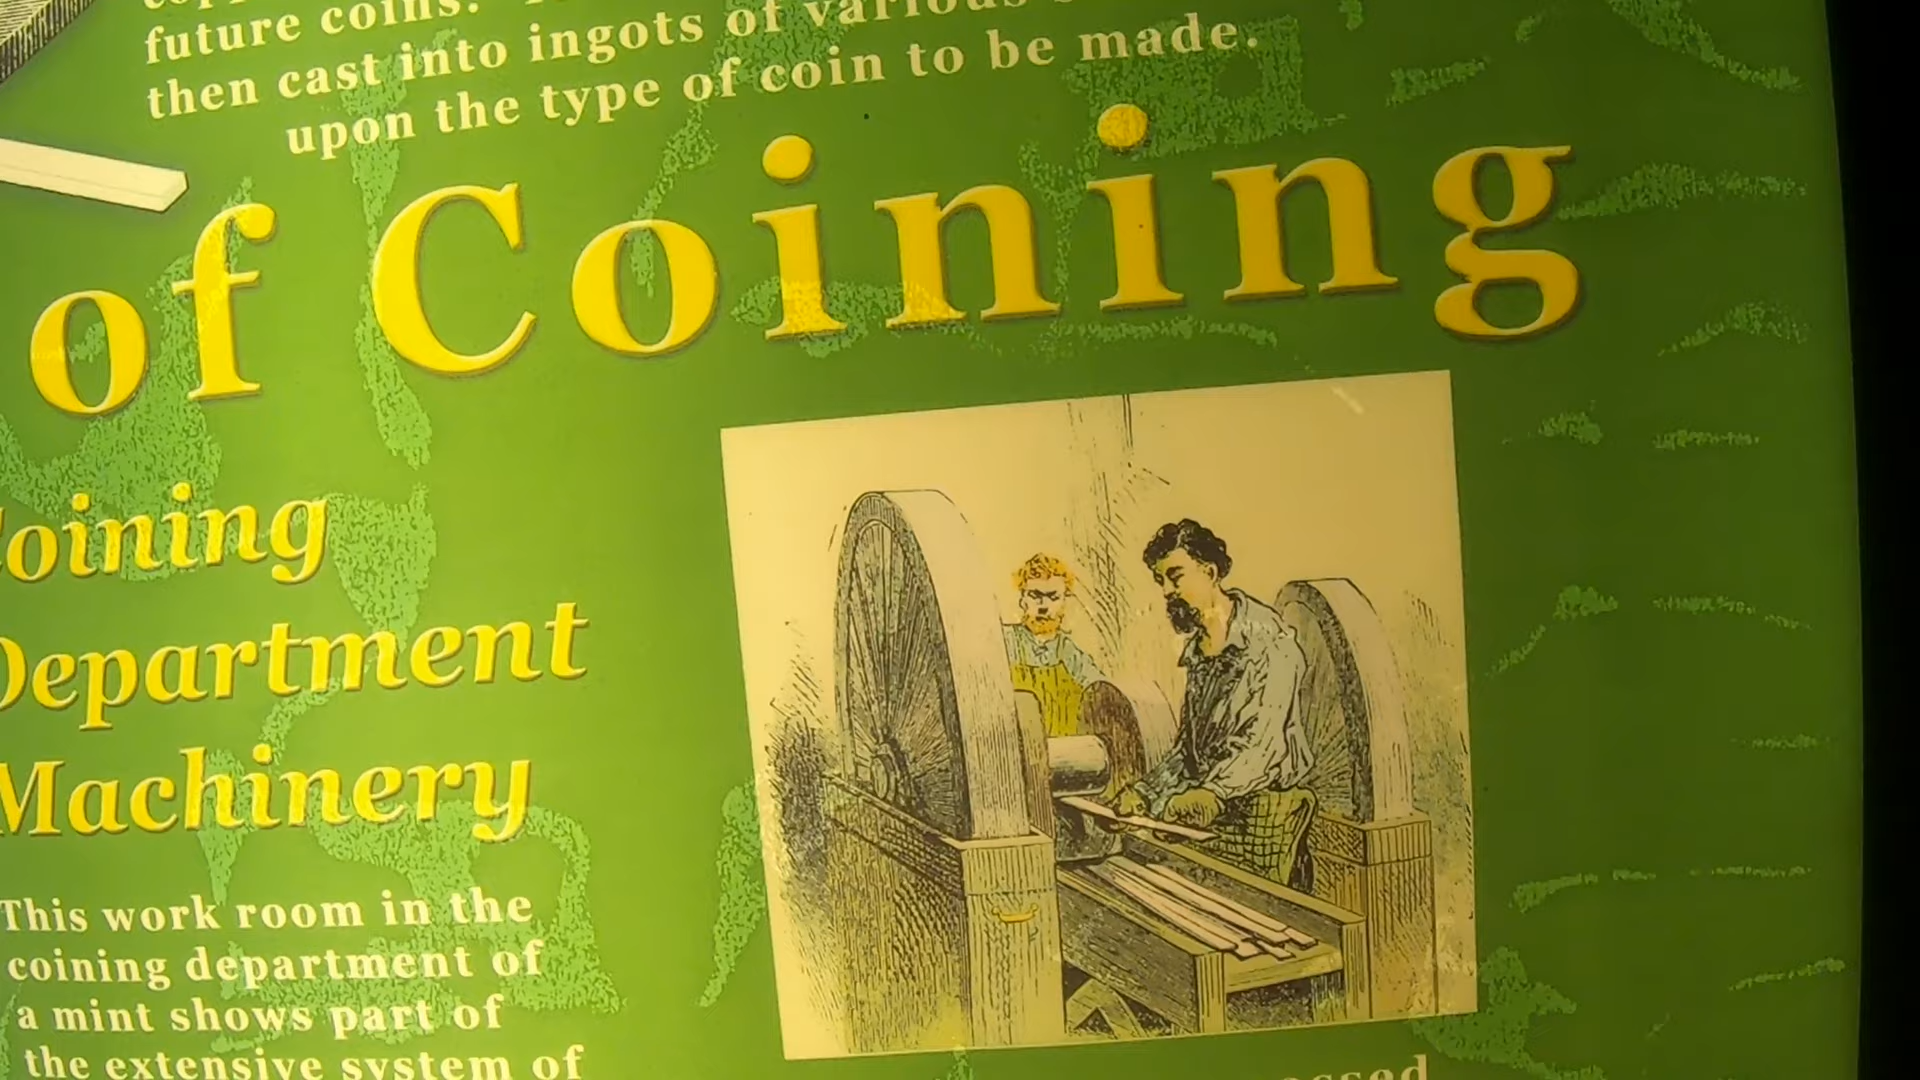 future coins.
then cast into ingots of various
upon the type of coin to be made.
of Coining
Coining
Department
Machinery
This work room in the
coining department of
a mint shows part of
the extensive system of